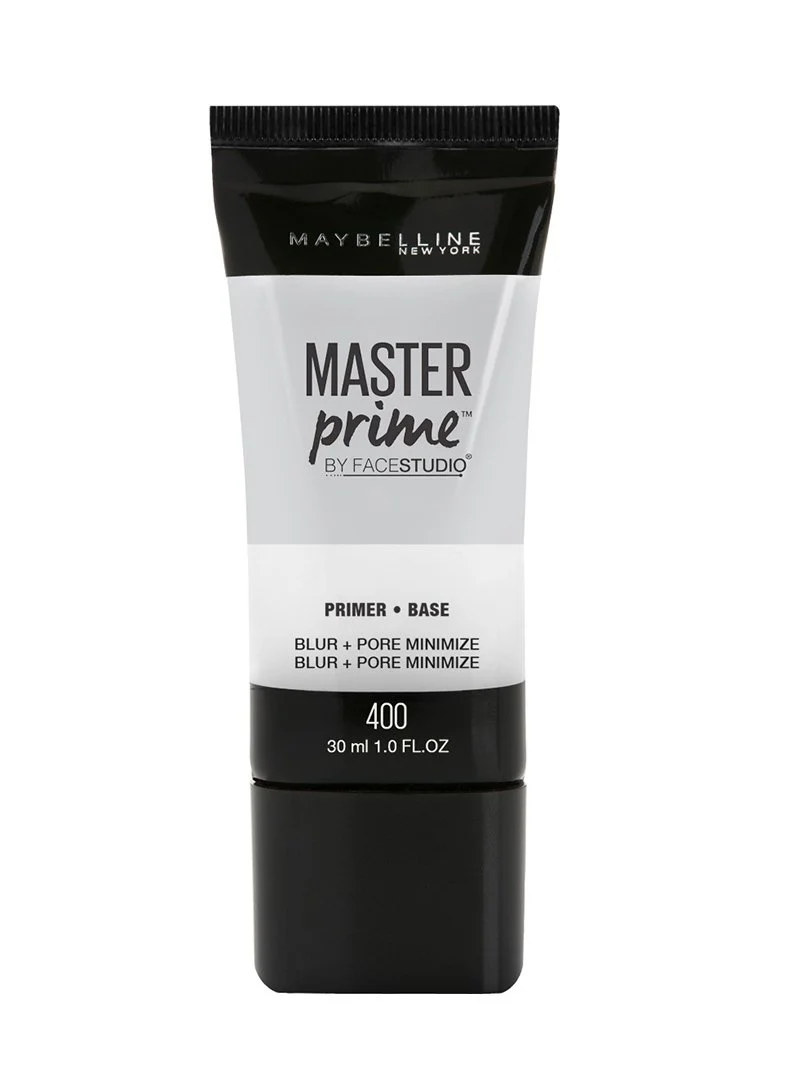 MAYBELLINE
NEW YORK
MASTER
prime™
BY FACESTUDIO®
PRIMER • BASE
BLUR + PORE MINIMIZE
BLUR + PORE MINIMIZE
400
30 ml 1.0 FL.OZ